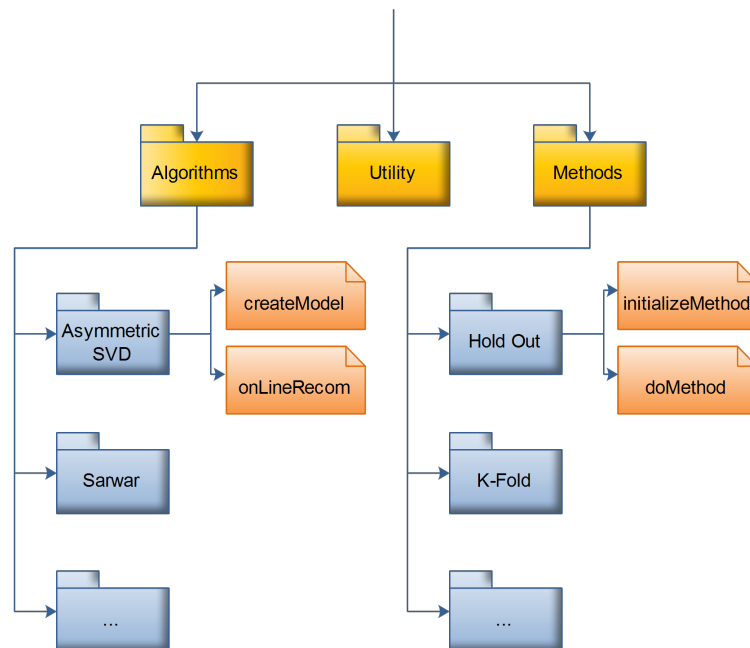 Algorithms
Utility
Methods
Asymmetric
SVD
createModel
onLineRecom
Sarwar
...
Hold Out
initializeMethod
doMethod
K-Fold
...